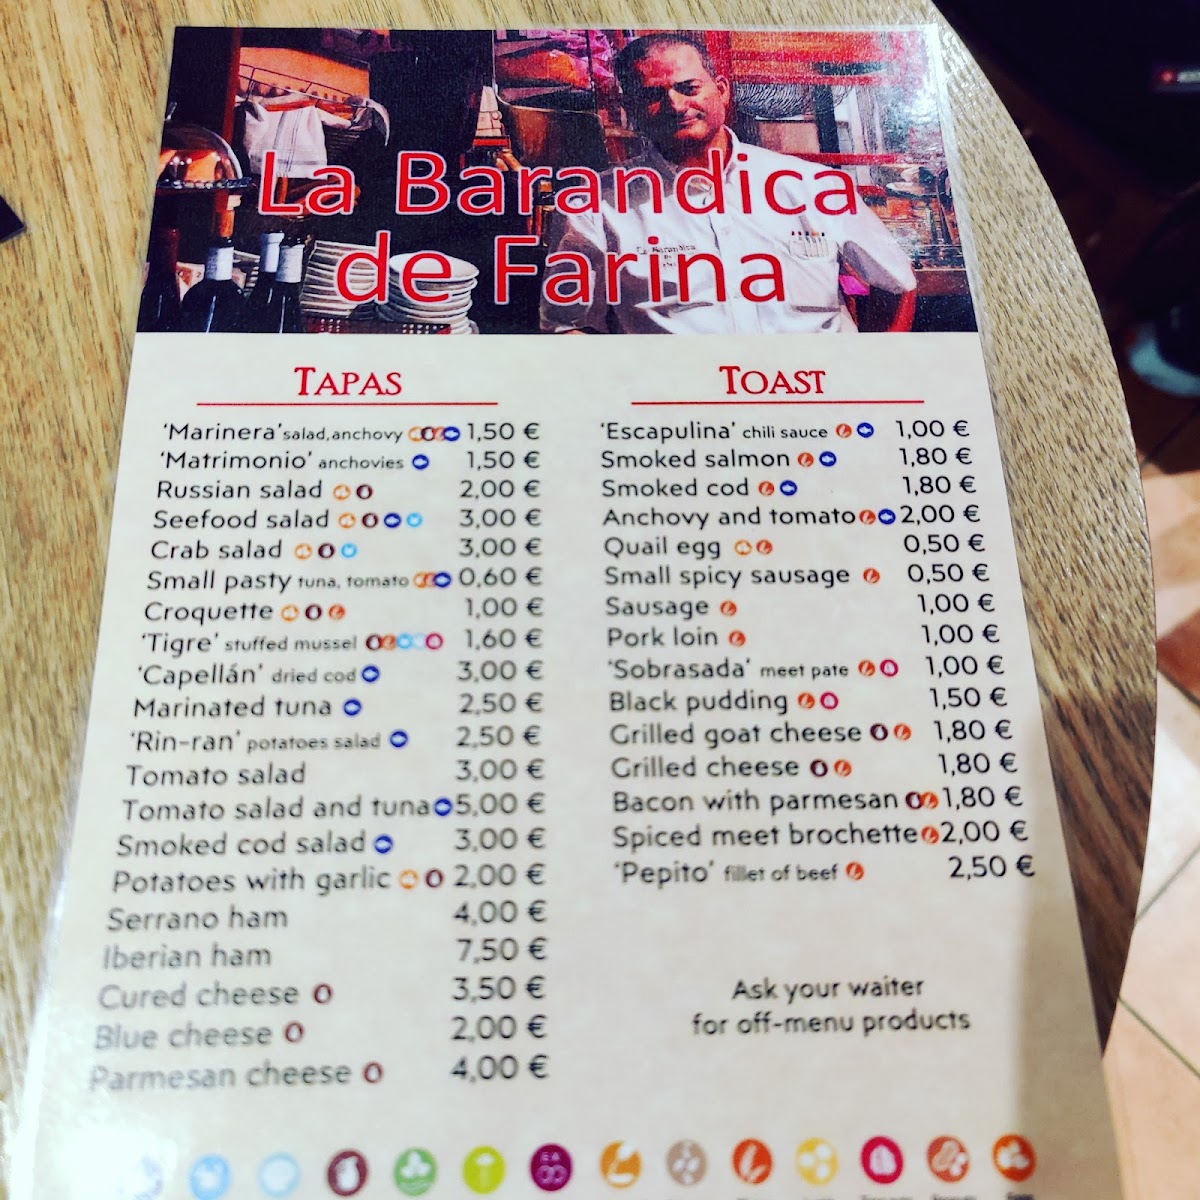 La Barandica
de Farina
TAPAS
'Marinera' salad, anchovy 1,50 €
'Matrimonio' anchovies 1,50 €
Russian salad 2,00 €
Seefood salad 3,00 €
Crab salad 3,00 €
Small pasty tuna, tomato 0,60 €
Croquette 1,00 €
'Tigre' stuffed mussel 1,60 €
'Capellán' dried cod 3,00 €
Marinated tuna 2,50 €
'Rin-ran' potatoes salad 2,50 €
Tomato salad 3,00 €
Tomato salad and tuna 5,00 €
Smoked cod salad 3,00 €
Potatoes with garlic 2,00 €
Serrano ham 4,00 €
Iberian ham 7,50 €
Cured cheese 3,50 €
Blue cheese 2,00 €
Parmesan cheese 4,00 €
TOAST
'Escapulina' chili sauce 1,00 €
Smoked salmon 1,80 €
Smoked cod 1,80 €
Anchovy and tomato 2,00 €
Quail egg 0,50 €
Small spicy sausage 0,50 €
Sausage 1,00 €
Pork loin 1,00 €
'Sobrasada' meet pate 1,00 €
Black pudding 1,50 €
Grilled goat cheese 1,80 €
Grilled cheese 1,80 €
Bacon with parmesan 1,80 €
Spiced meet brochette 2,00 €
'Pepito' fillet of beef 2,50 €
Ask your waiter
for off-menu products